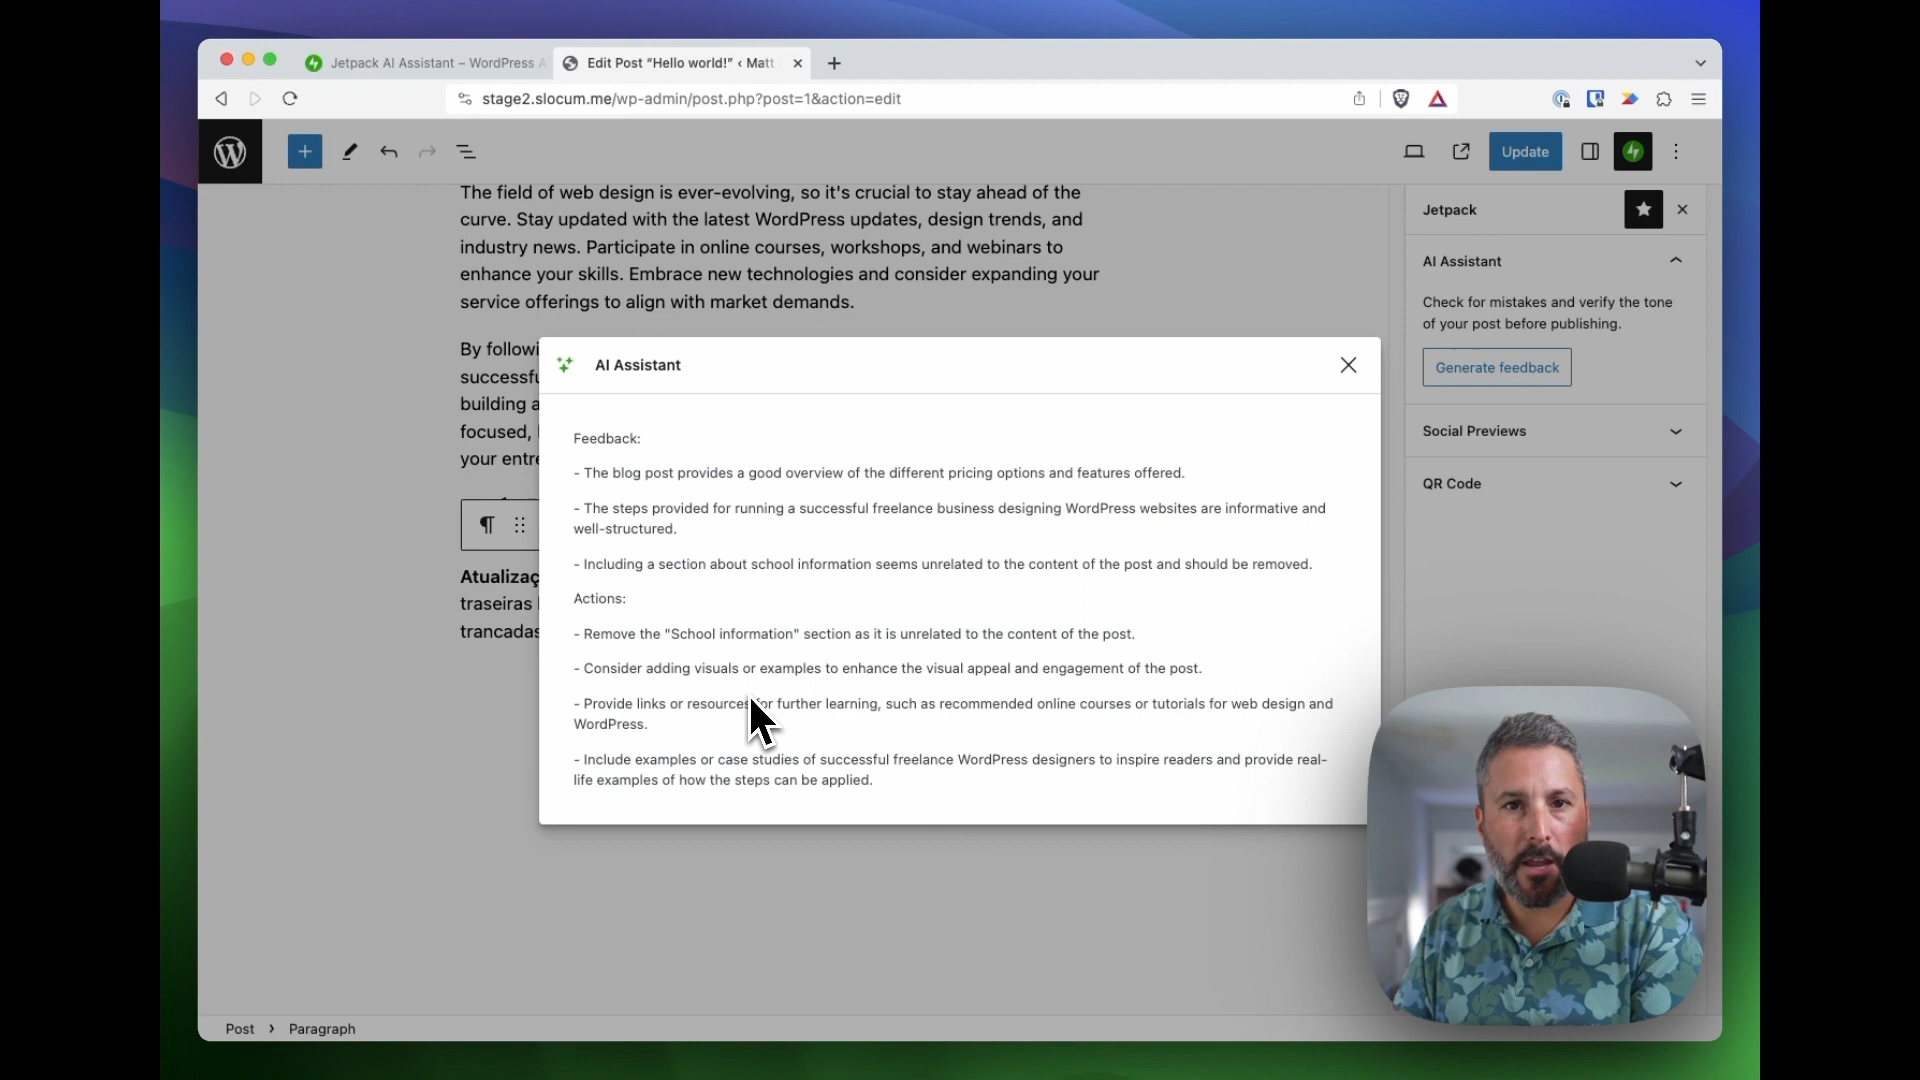 Jetpack AI Assistant – WordPress A
Edit Post “Hello world!” ‹ Matt
stage2.slocum.me/wp-admin/post.php?post=1&action=edit
Update
The field of web design is ever-evolving, so it's crucial to stay ahead of the
curve. Stay updated with the latest WordPress updates, design trends, and
industry news. Participate in online courses, workshops, and webinars to
enhance your skills. Embrace new technologies and consider expanding your
service offerings to align with market demands.
By followi
successfu
building a
focused,
your entre
Atualizaç
traseiras
trancadas
AI Assistant
Feedback:
- The blog post provides a good overview of the different pricing options and features offered.
- The steps provided for running a successful freelance business designing WordPress websites are informative and
well-structured.
- Including a section about school information seems unrelated to the content of the post and should be removed.
Actions:
- Remove the "School information" section as it is unrelated to the content of the post.
- Consider adding visuals or examples to enhance the visual appeal and engagement of the post.
- Provide links or resources for further learning, such as recommended online courses or tutorials for web design and
WordPress.
- Include examples or case studies of successful freelance WordPress designers to inspire readers and provide real-
life examples of how the steps can be applied.
Jetpack
AI Assistant
Check for mistakes and verify the tone
of your post before publishing.
Generate feedback
Social Previews
QR Code
Post › Paragraph